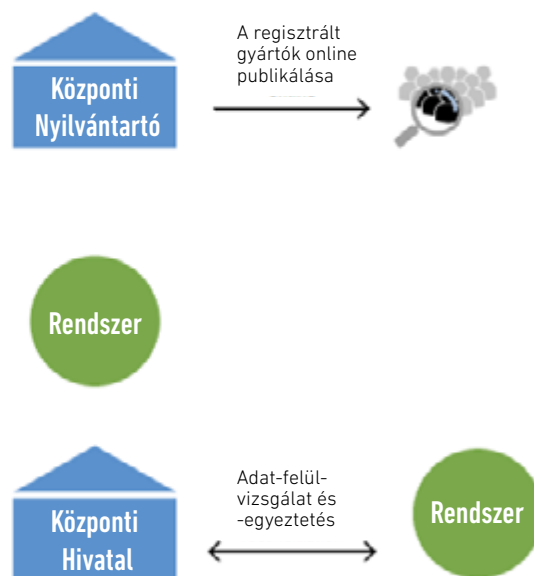 A regisztrált
gyártók online
publikálása
Központi
Nyilvántartó
Rendszer
Központi
Hivatal
Adat-felül-
vizsgálat és
-egyeztetés
Rendszer